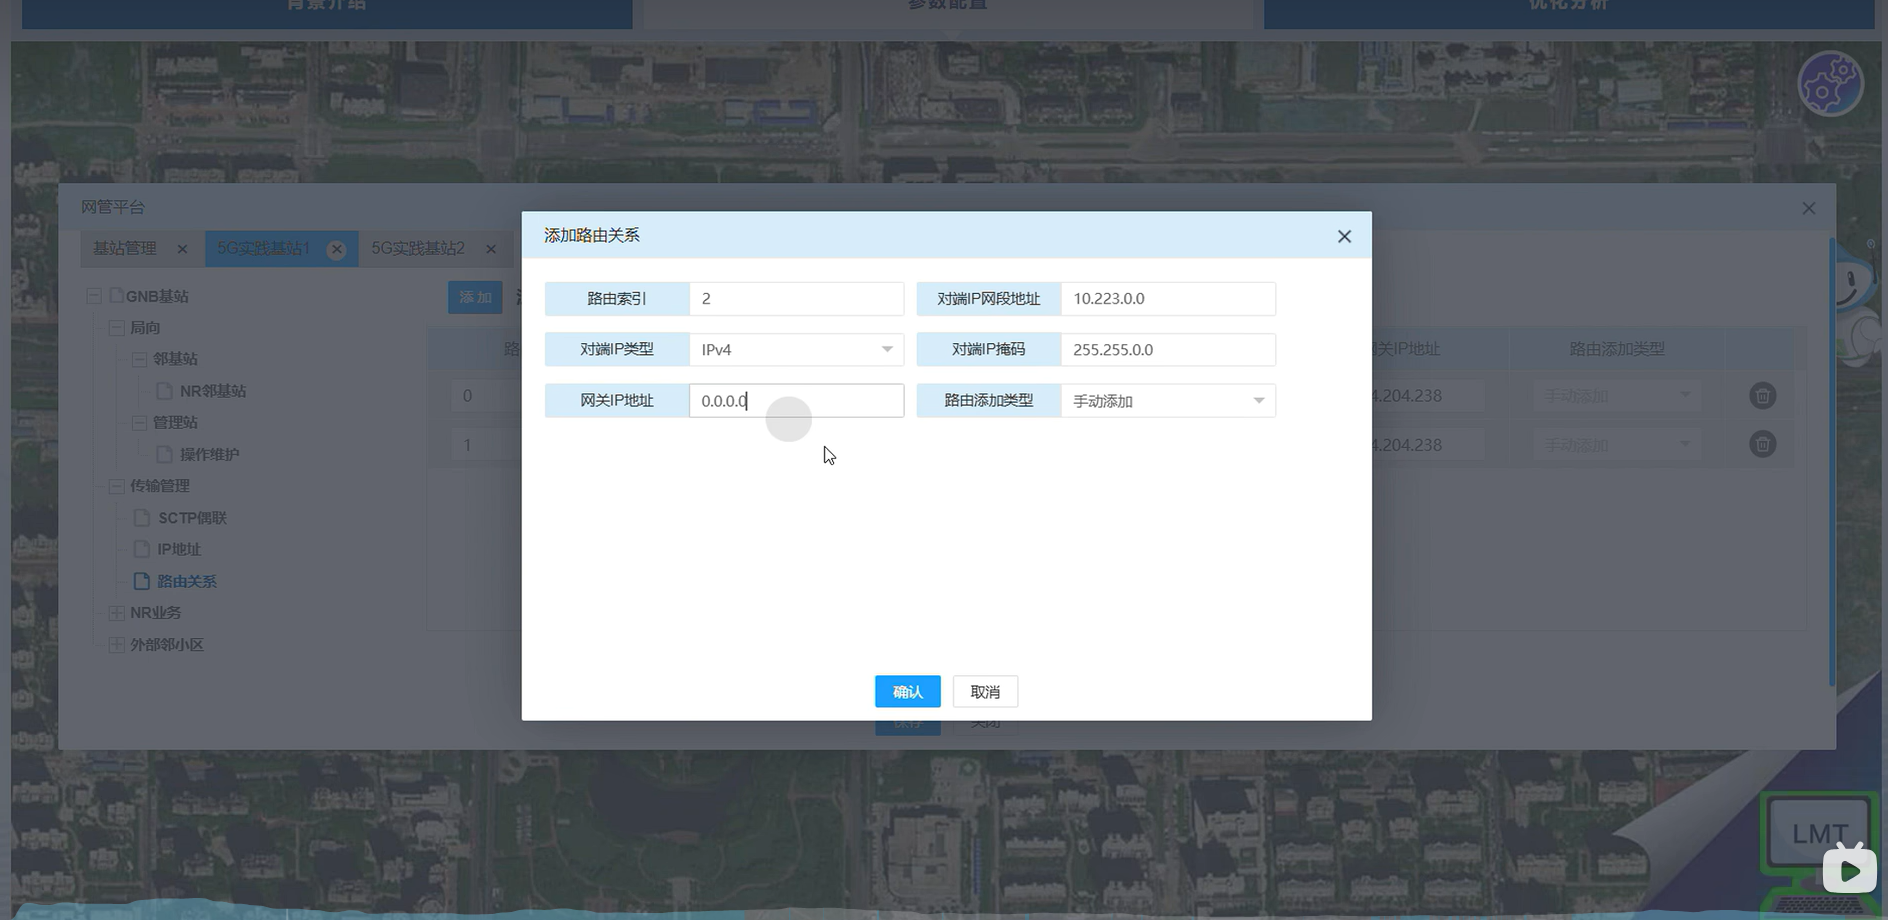 背景介绍
参数配置
优化分析
网管平台
基站管理
5G实践基站1
5G实践基站2
GNB基站
局向
邻基站
NR邻基站
管理站
操作维护
传输管理
SCTP偶联
IP地址
路由关系
NR业务
外部邻小区
添加
路
关IP地址
路由添加类型
0
4.204.238
手动添加
1
4.204.238
手动添加
添加路由关系
路由索引
2
对端IP网段地址
10.223.0.0
对端IP类型
IPv4
对端IP掩码
255.255.0.0
网关IP地址
0.0.0.0
路由添加类型
手动添加
确认
取消
保存
关闭
LMT